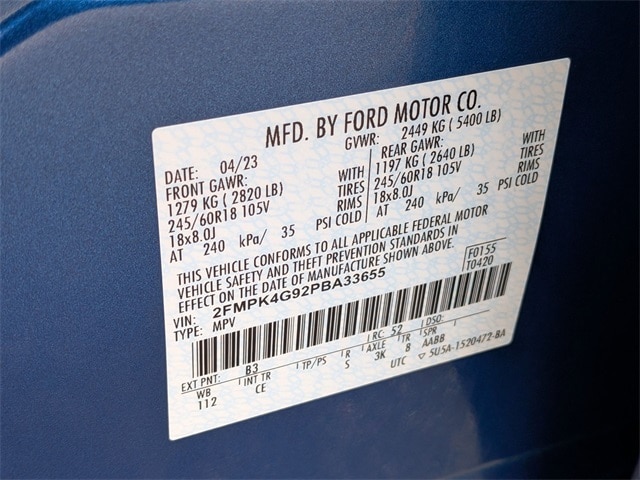 MFD. BY FORD MOTOR CO.
DATE: 04/23 GVWR: 2449 KG ( 5400 LB)
FRONT GAWR: WITH REAR GAWR: WITH
1279 KG ( 2820 LB) TIRES 1197 KG ( 2640 LB) TIRES
245/60R18 105V RIMS 245/60R18 105V RIMS
18x8.0J 18x8.0J
AT 240 kPa/ 35 PSI COLD AT 240 kPa/ 35 PSI COLD
THIS VEHICLE CONFORMS TO ALL APPLICABLE FEDERAL MOTOR
VEHICLE SAFETY AND THEFT PREVENTION STANDARDS IN
EFFECT ON THE DATE OF MANUFACTURE SHOWN ABOVE.
F0155
T0420
VIN: 2FMPK4G92PBA33655
TYPE: MPV
EXT PNT: B3 RC: 52 DSO:
WB INT TR TP/PS R AXLE TR SPR
112 CE S 3K 8 AABB
UTC 5U5A-1520472-BA